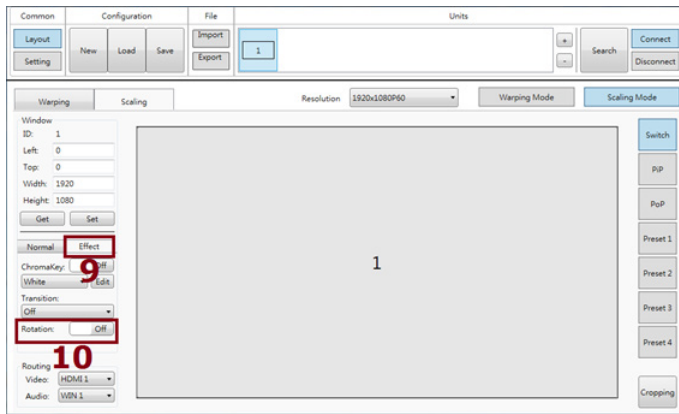 Common Configuration File Units
Layout Setting New Load Save Import Export 1 + - Search Connect Disconnect
Warping Scaling Resolution 1920x1080P60 Warping Mode Scaling Mode
Window
ID: 1
Left: 0
Top: 0
Width: 1920
Height: 1080
Get Set
Normal Effect
9
ChromaKey: Off
White Edit
Transition:
Off
Rotation: Off
10
Routing
Video: HDMI 1
Audio: WIN 1
1
Switch
PiP
PoP
Preset 1
Preset 2
Preset 3
Preset 4
Cropping